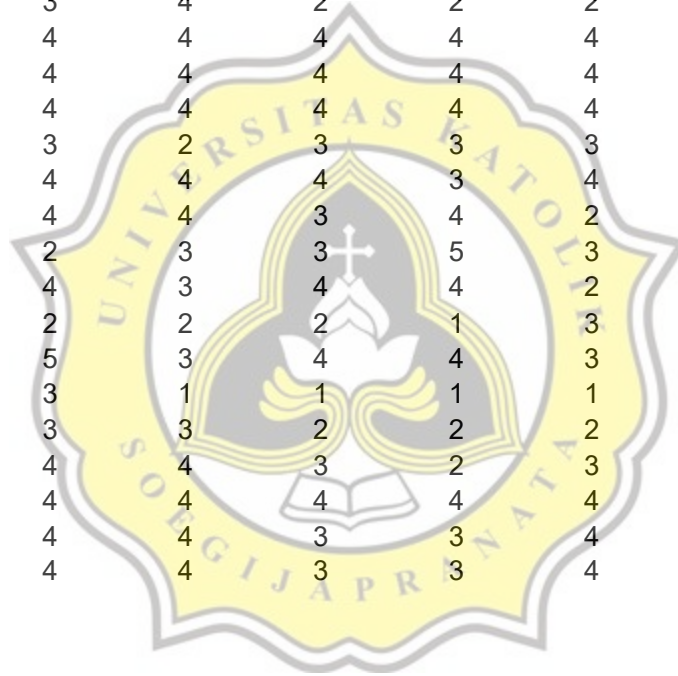 3 4 2 2 2
4 4 4 4 4
4 4 4 4 4
4 4 4 4 4
3 2 3 3 3
4 4 4 3 4
4 4 3 4 2
2 3 3 5 3
4 3 4 4 2
2 2 2 1 3
5 3 4 4 3
3 1 1 1 1
3 3 2 2 2
4 4 3 2 3
4 4 4 4 4
4 4 3 3 4
4 4 3 3 4
UNIVERSITAS KATOLIK
SOEGIJAPRANATA